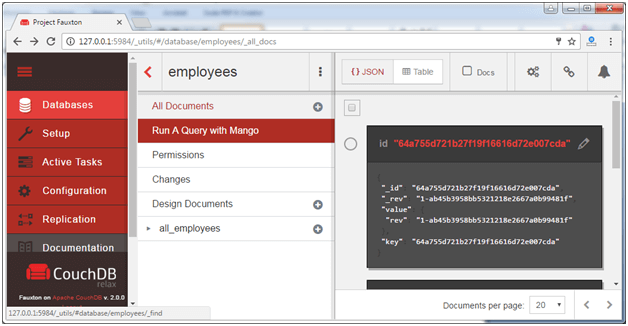 Project Fauxton
127.0.0.1:5984/_utils/#/database/employees/_all_docs
employees
{ } JSON
Table
Docs
Databases
Setup
Active Tasks
Configuration
Replication
Documentation
CouchDB
relax
Fauxton on Apache CouchDB v. 2.0.0
All Documents
Run A Query with Mango
Permissions
Changes
Design Documents
all_employees
id "64a755d721b27f19f16616d72e007cda"
{
"_id" "64a755d721b27f19f16616d72e007cda"
"_rev" "1-ab45b3958bb5321218e2667a0b99481f"
"value" {
"rev" "1-ab45b3958bb5321218e2667a0b99481f"
},
"key" "64a755d721b27f19f16616d72e007cda"
}
Documents per page: 20
127.0.0.1:5984/_utils/#database/employees/_find